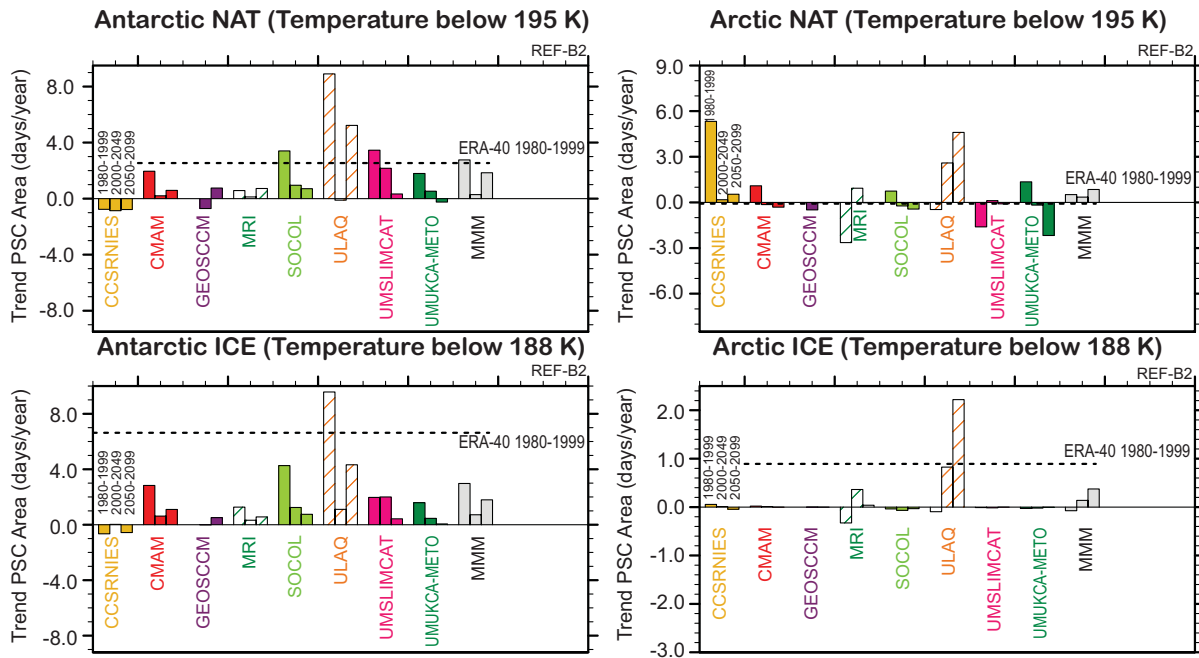 Antarctic NAT (Temperature below 195 K)
REF-B2
Trend PSC Area (days/year)
8.0
4.0
0.0
-4.0
-8.0
1980-1999
2000-2049
2050-2099
ERA-40 1980-1999
CCSRNIES
CMAM
GEOSCCM
MRI
SOCOL
ULAQ
UMSLIMCAT
UMUKCA-METO
MMM
Arctic NAT (Temperature below 195 K)
REF-B2
Trend PSC Area (days/year)
9.0
6.0
3.0
0.0
-3.0
-6.0
1980-1999
2000-2049
2050-2099
ERA-40 1980-1999
CCSRNIES
CMAM
GEOSCCM
MRI
SOCOL
ULAQ
UMSLIMCAT
UMUKCA-METO
MMM
Antarctic ICE (Temperature below 188 K)
REF-B2
Trend PSC Area (days/year)
8.0
4.0
0.0
-4.0
-8.0
1980-1999
2000-2049
2050-2099
ERA-40 1980-1999
CCSRNIES
CMAM
GEOSCCM
MRI
SOCOL
ULAQ
UMSLIMCAT
UMUKCA-METO
MMM
Arctic ICE (Temperature below 188 K)
REF-B2
Trend PSC Area (days/year)
2.0
1.0
0.0
-1.0
-2.0
-3.0
1980-1999
2000-2049
2050-2099
ERA-40 1980-1999
CCSRNIES
CMAM
GEOSCCM
MRI
SOCOL
ULAQ
UMSLIMCAT
UMUKCA-METO
MMM